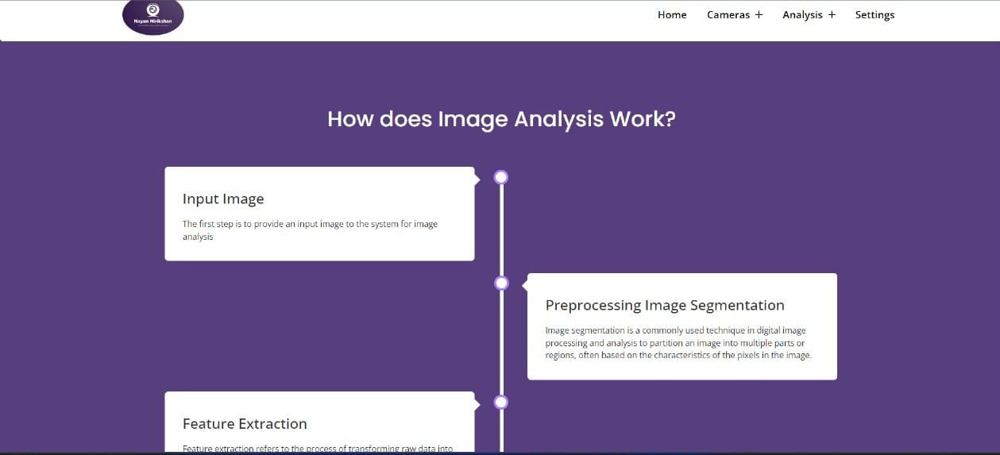 Nayan Nirikshan
Home Cameras + Analysis + Settings
How does Image Analysis Work?
Input Image
The first step is to provide an input image to the system for image
analysis
Preprocessing Image Segmentation
Image segmentation is a commonly used technique in digital image
processing and analysis to partition an image into multiple parts or
regions, often based on the characteristics of the pixels in the image.
Feature Extraction
Feature extraction refers to the process of transforming raw data into